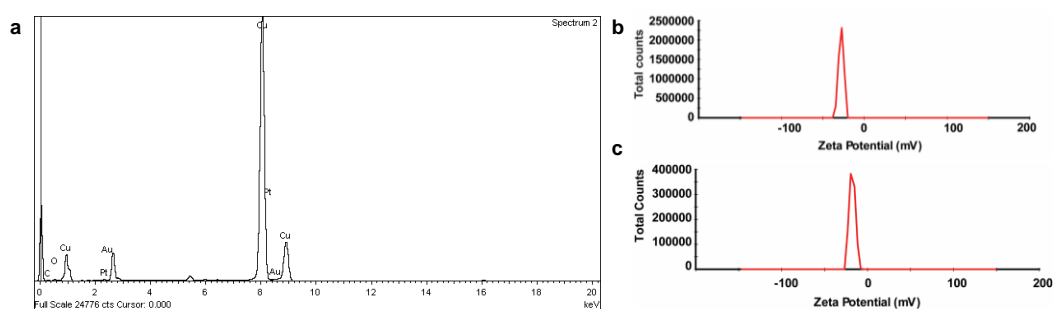 a
Spectrum 2
Cu
Pt
Cu
Au
O
Cu
C
Pt
Au
0 2 4 6 8 10 12 14 16 18 20
Full Scale 24776 cts Cursor: 0.000
keV
b
Total counts
2500000
2000000
1500000
1000000
500000
0
-100 0 100 200
Zeta Potential (mV)
c
Total Counts
400000
300000
200000
100000
0
-100 0 100 200
Zeta Potential (mV)